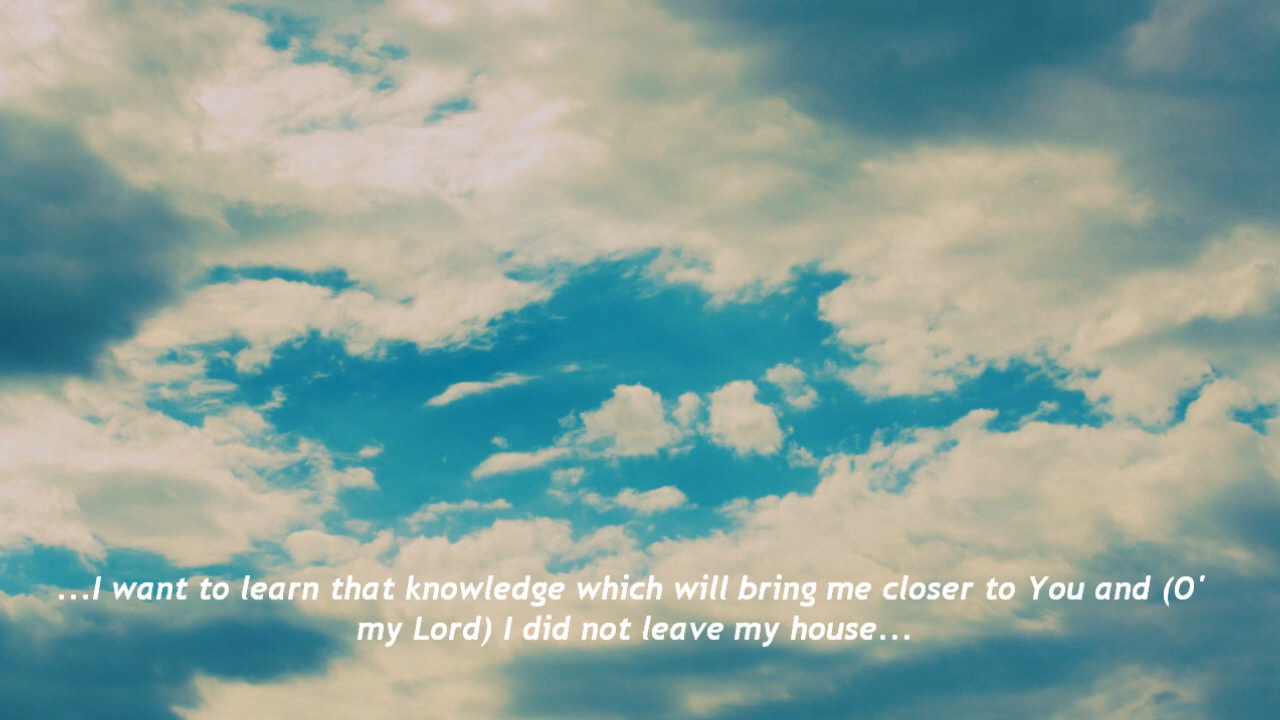 ...I want to learn that knowledge which will bring me closer to You and (O'
my Lord) I did not leave my house...